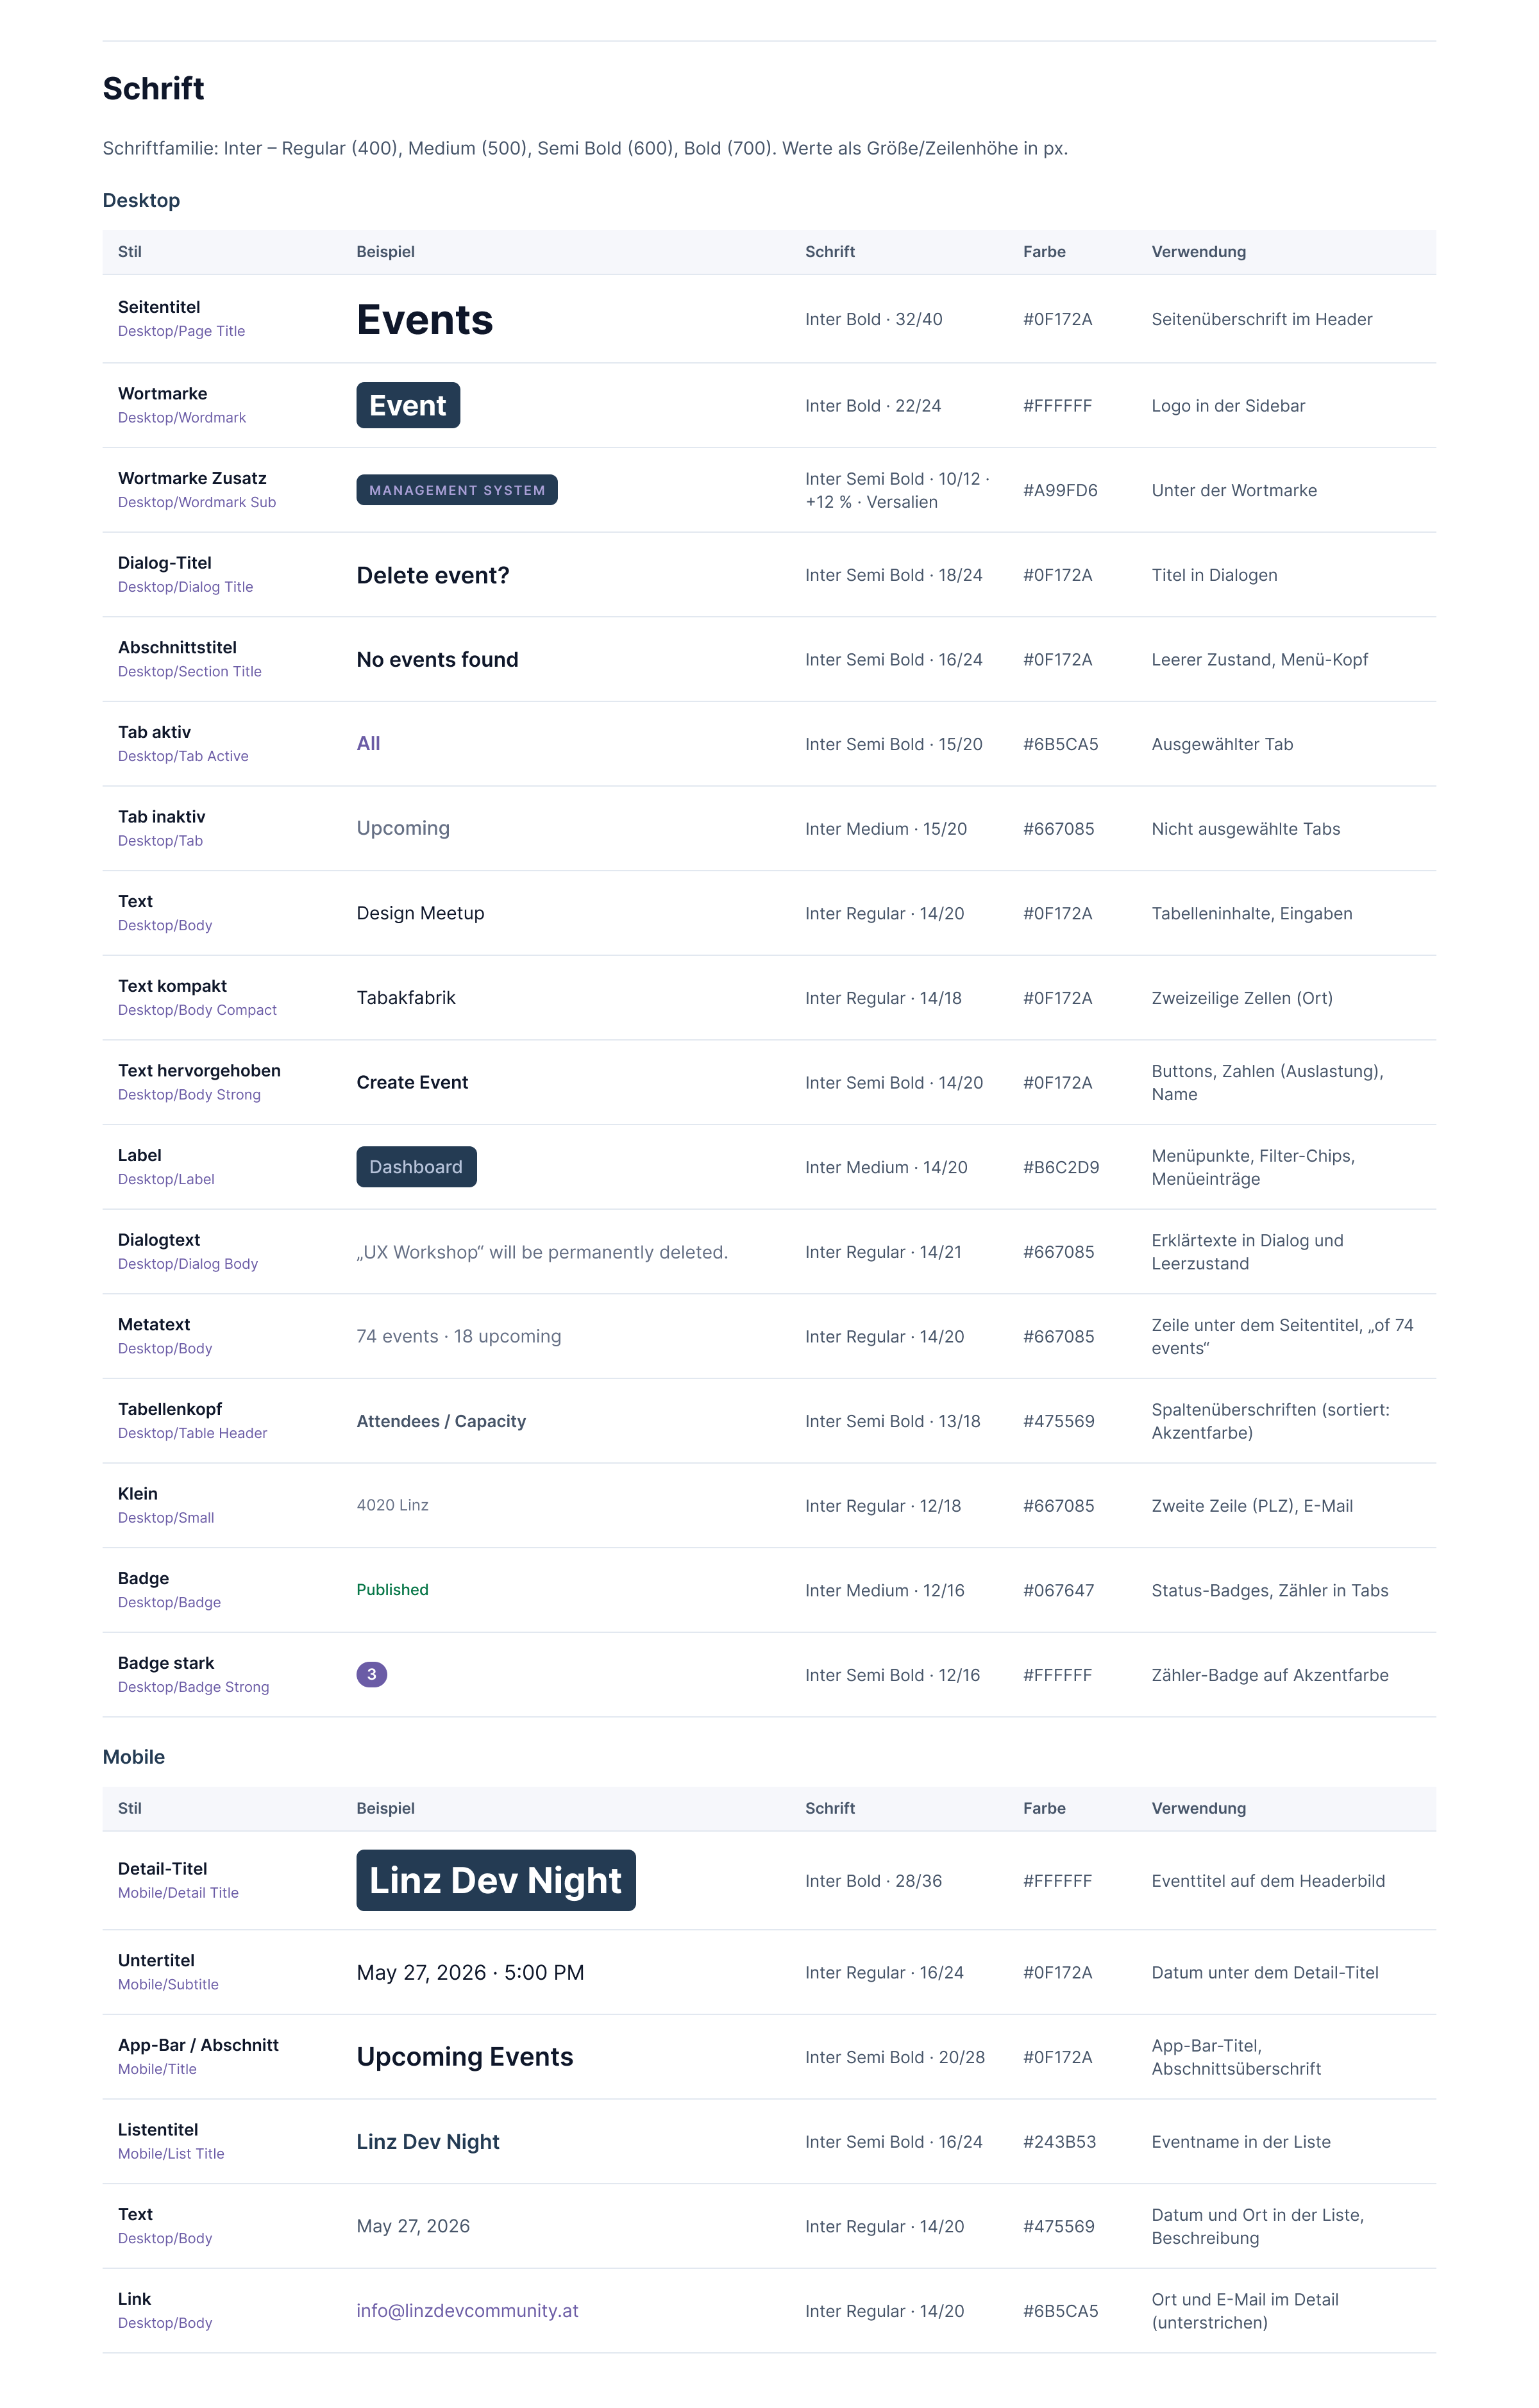 Schrift
Schriftfamilie: Inter – Regular (400), Medium (500), Semi Bold (600), Bold (700). Werte als Größe/Zeilenhöhe in px.
Desktop
Stil Beispiel Schrift Farbe Verwendung
Seitentitel
Desktop/Page Title
Events
Inter Bold · 32/40
#0F172A
Seitenüberschrift im Header
Wortmarke
Desktop/Wordmark
Event
Inter Bold · 22/24
#FFFFFF
Logo in der Sidebar
Wortmarke Zusatz
Desktop/Wordmark Sub
MANAGEMENT SYSTEM
Inter Semi Bold · 10/12 ·
+12 % · Versalien
#A99FD6
Unter der Wortmarke
Dialog-Titel
Desktop/Dialog Title
Delete event?
Inter Semi Bold · 18/24
#0F172A
Titel in Dialogen
Abschnittstitel
Desktop/Section Title
No events found
Inter Semi Bold · 16/24
#0F172A
Leerer Zustand, Menü-Kopf
Tab aktiv
Desktop/Tab Active
All
Inter Semi Bold · 15/20
#6B5CA5
Ausgewählter Tab
Tab inaktiv
Desktop/Tab
Upcoming
Inter Medium · 15/20
#667085
Nicht ausgewählte Tabs
Text
Desktop/Body
Design Meetup
Inter Regular · 14/20
#0F172A
Tabelleninhalte, Eingaben
Text kompakt
Desktop/Body Compact
Tabakfabrik
Inter Regular · 14/18
#0F172A
Zweizeilige Zellen (Ort)
Text hervorgehoben
Desktop/Body Strong
Create Event
Inter Semi Bold · 14/20
#0F172A
Buttons, Zahlen (Auslastung),
Name
Label
Desktop/Label
Dashboard
Inter Medium · 14/20
#B6C2D9
Menüpunkte, Filter-Chips,
Menüeinträge
Dialogtext
Desktop/Dialog Body
„UX Workshop“ will be permanently deleted.
Inter Regular · 14/21
#667085
Erklärtexte in Dialog und
Leerzustand
Metatext
Desktop/Body
74 events · 18 upcoming
Inter Regular · 14/20
#667085
Zeile unter dem Seitentitel, „of 74
events“
Tabellenkopf
Desktop/Table Header
Attendees / Capacity
Inter Semi Bold · 13/18
#475569
Spaltenüberschriften (sortiert:
Akzentfarbe)
Klein
Desktop/Small
4020 Linz
Inter Regular · 12/18
#667085
Zweite Zeile (PLZ), E-Mail
Badge
Desktop/Badge
Published
Inter Medium · 12/16
#067647
Status-Badges, Zähler in Tabs
Badge stark
Desktop/Badge Strong
3
Inter Semi Bold · 12/16
#FFFFFF
Zähler-Badge auf Akzentfarbe
Mobile
Stil Beispiel Schrift Farbe Verwendung
Detail-Titel
Mobile/Detail Title
Linz Dev Night
Inter Bold · 28/36
#FFFFFF
Eventtitel auf dem Headerbild
Untertitel
Mobile/Subtitle
May 27, 2026 · 5:00 PM
Inter Regular · 16/24
#0F172A
Datum unter dem Detail-Titel
App-Bar / Abschnitt
Mobile/Title
Upcoming Events
Inter Semi Bold · 20/28
#0F172A
App-Bar-Titel,
Abschnittsüberschrift
Listentitel
Mobile/List Title
Linz Dev Night
Inter Semi Bold · 16/24
#243B53
Eventname in der Liste
Text
Desktop/Body
May 27, 2026
Inter Regular · 14/20
#475569
Datum und Ort in der Liste,
Beschreibung
Link
Desktop/Body
info@linzdevcommunity.at
Inter Regular · 14/20
#6B5CA5
Ort und E-Mail im Detail
(unterstrichen)